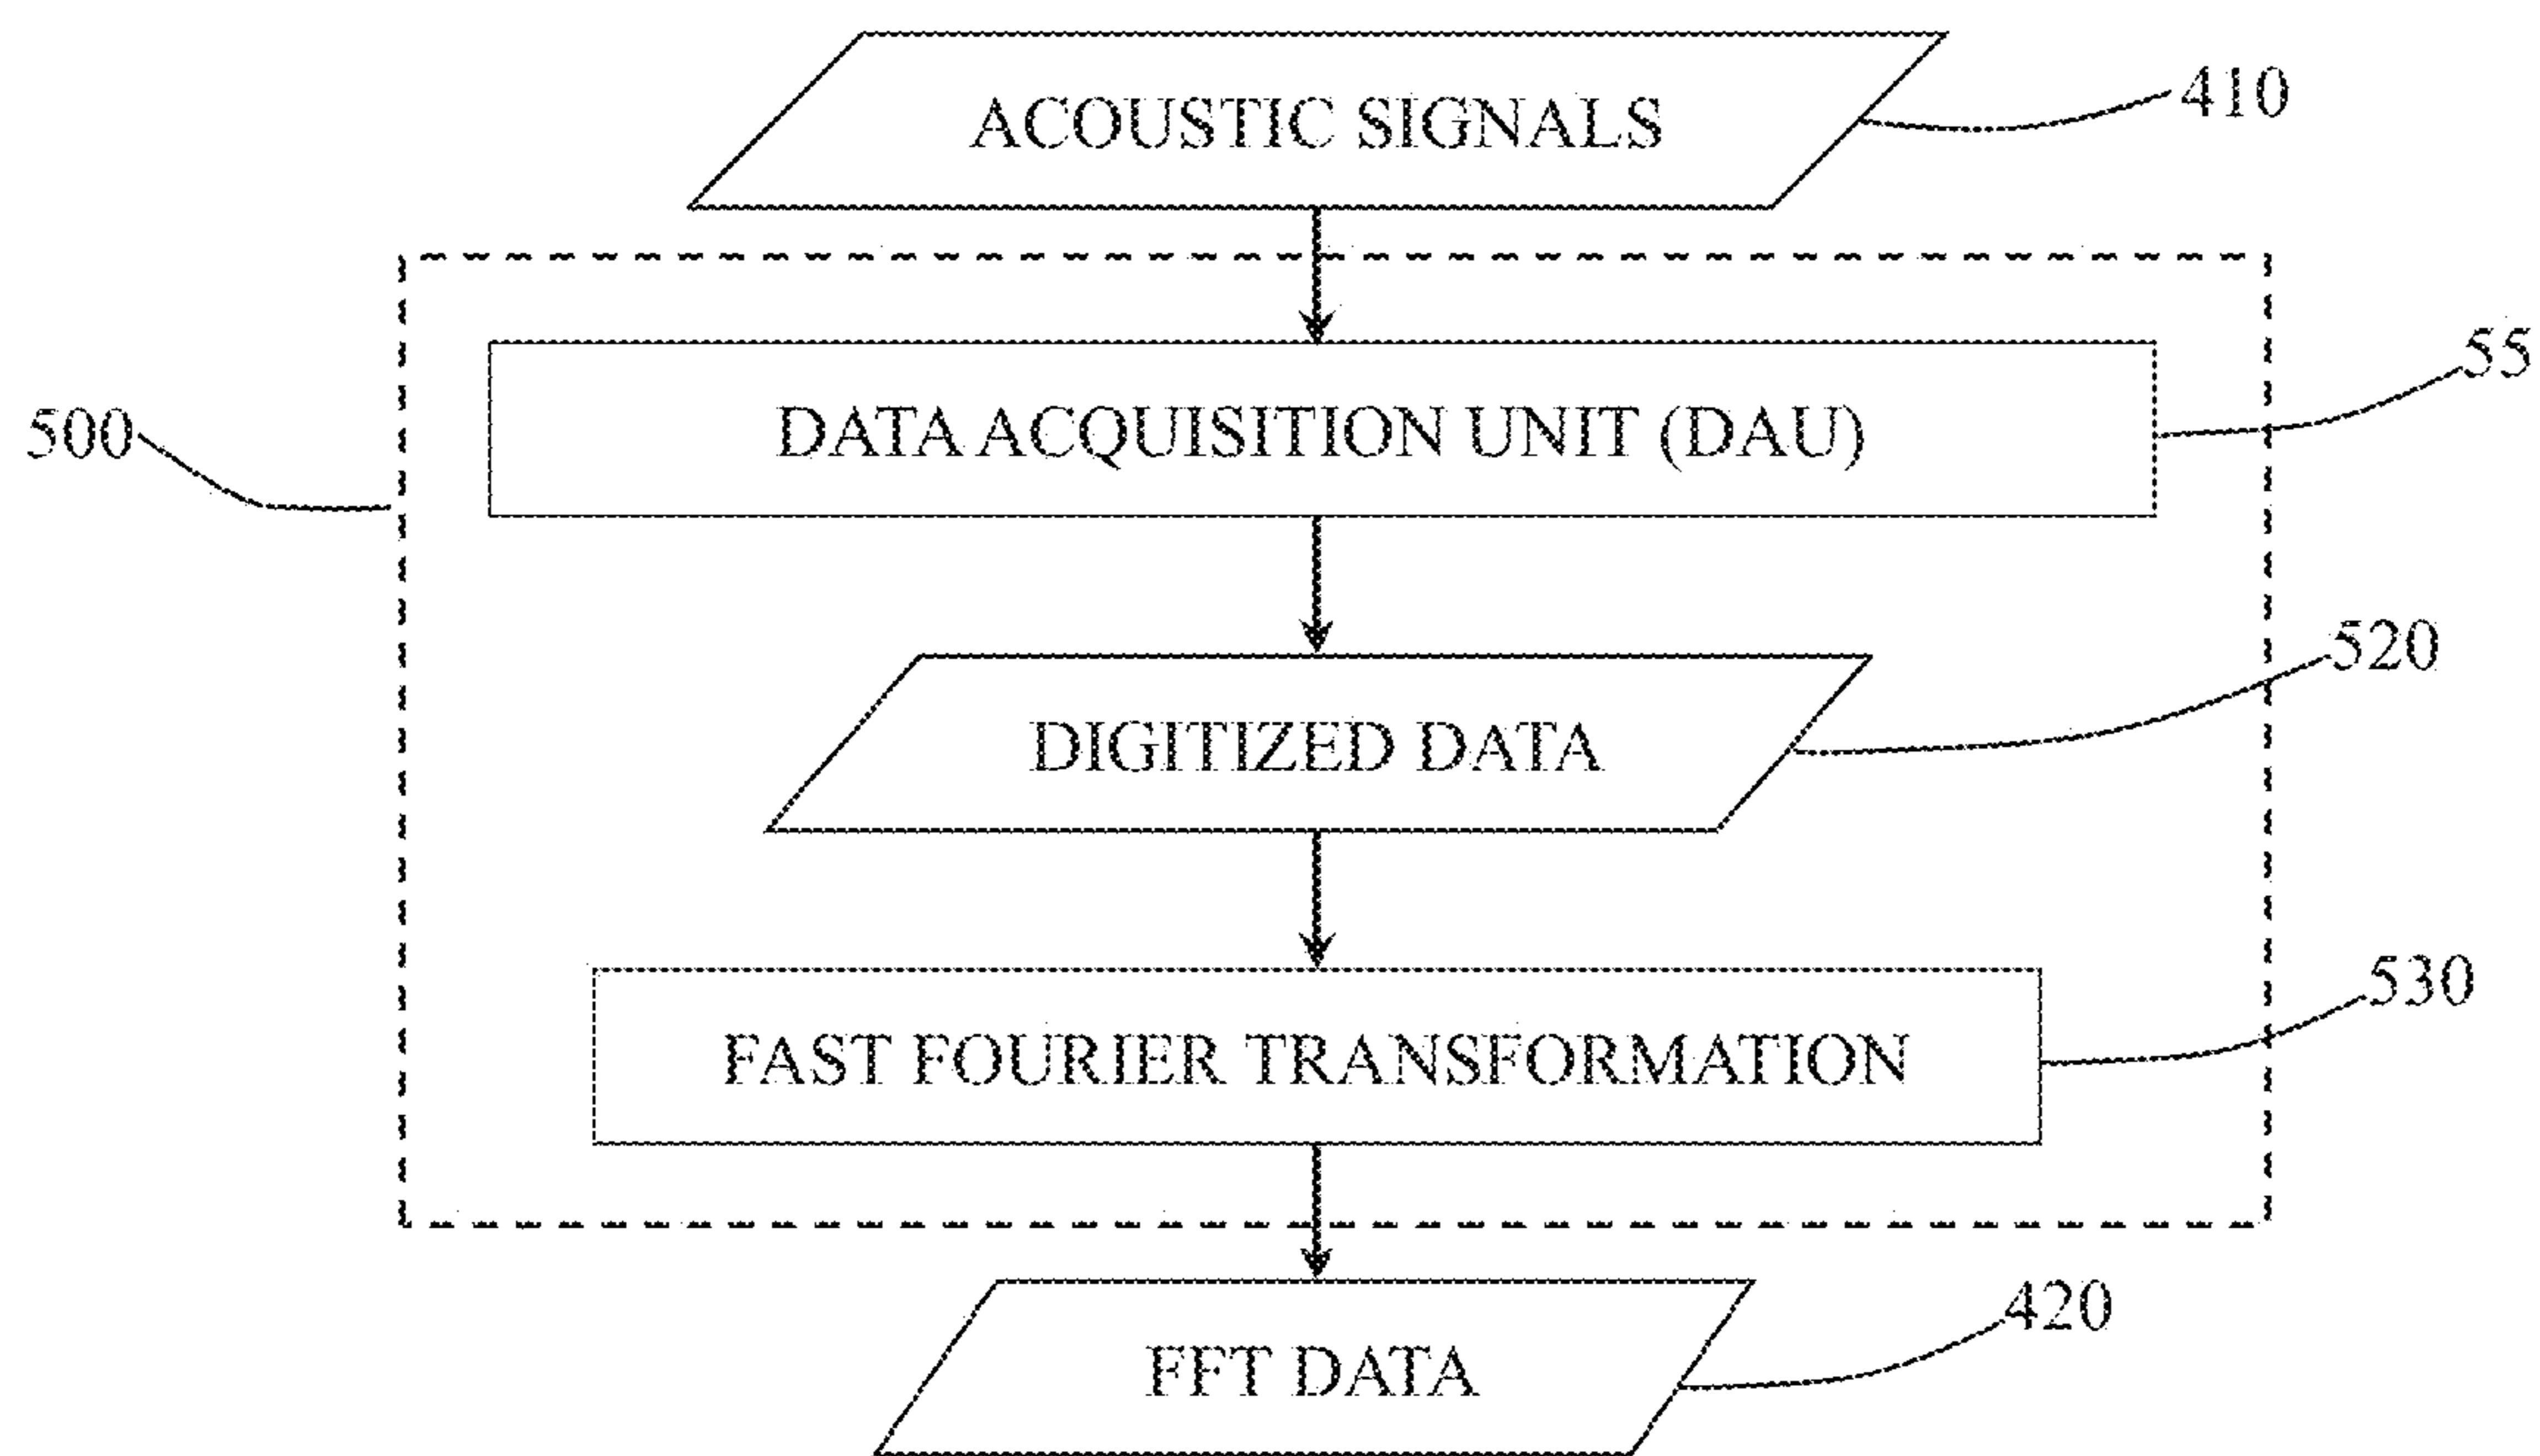 ACOUSTIC SIGNALS
410
DATA ACQUISITION UNIT (DAU)
55
500
DIGITIZED DATA
520
FAST FOURIER TRANSFORMATION
530
FFT DATA
420